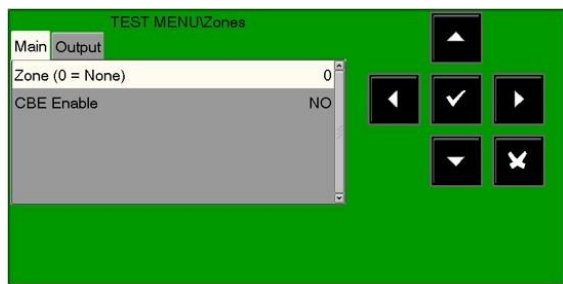 TEST MENU\Zones
Main Output
Zone (0 = None) 0
CBE Enable NO